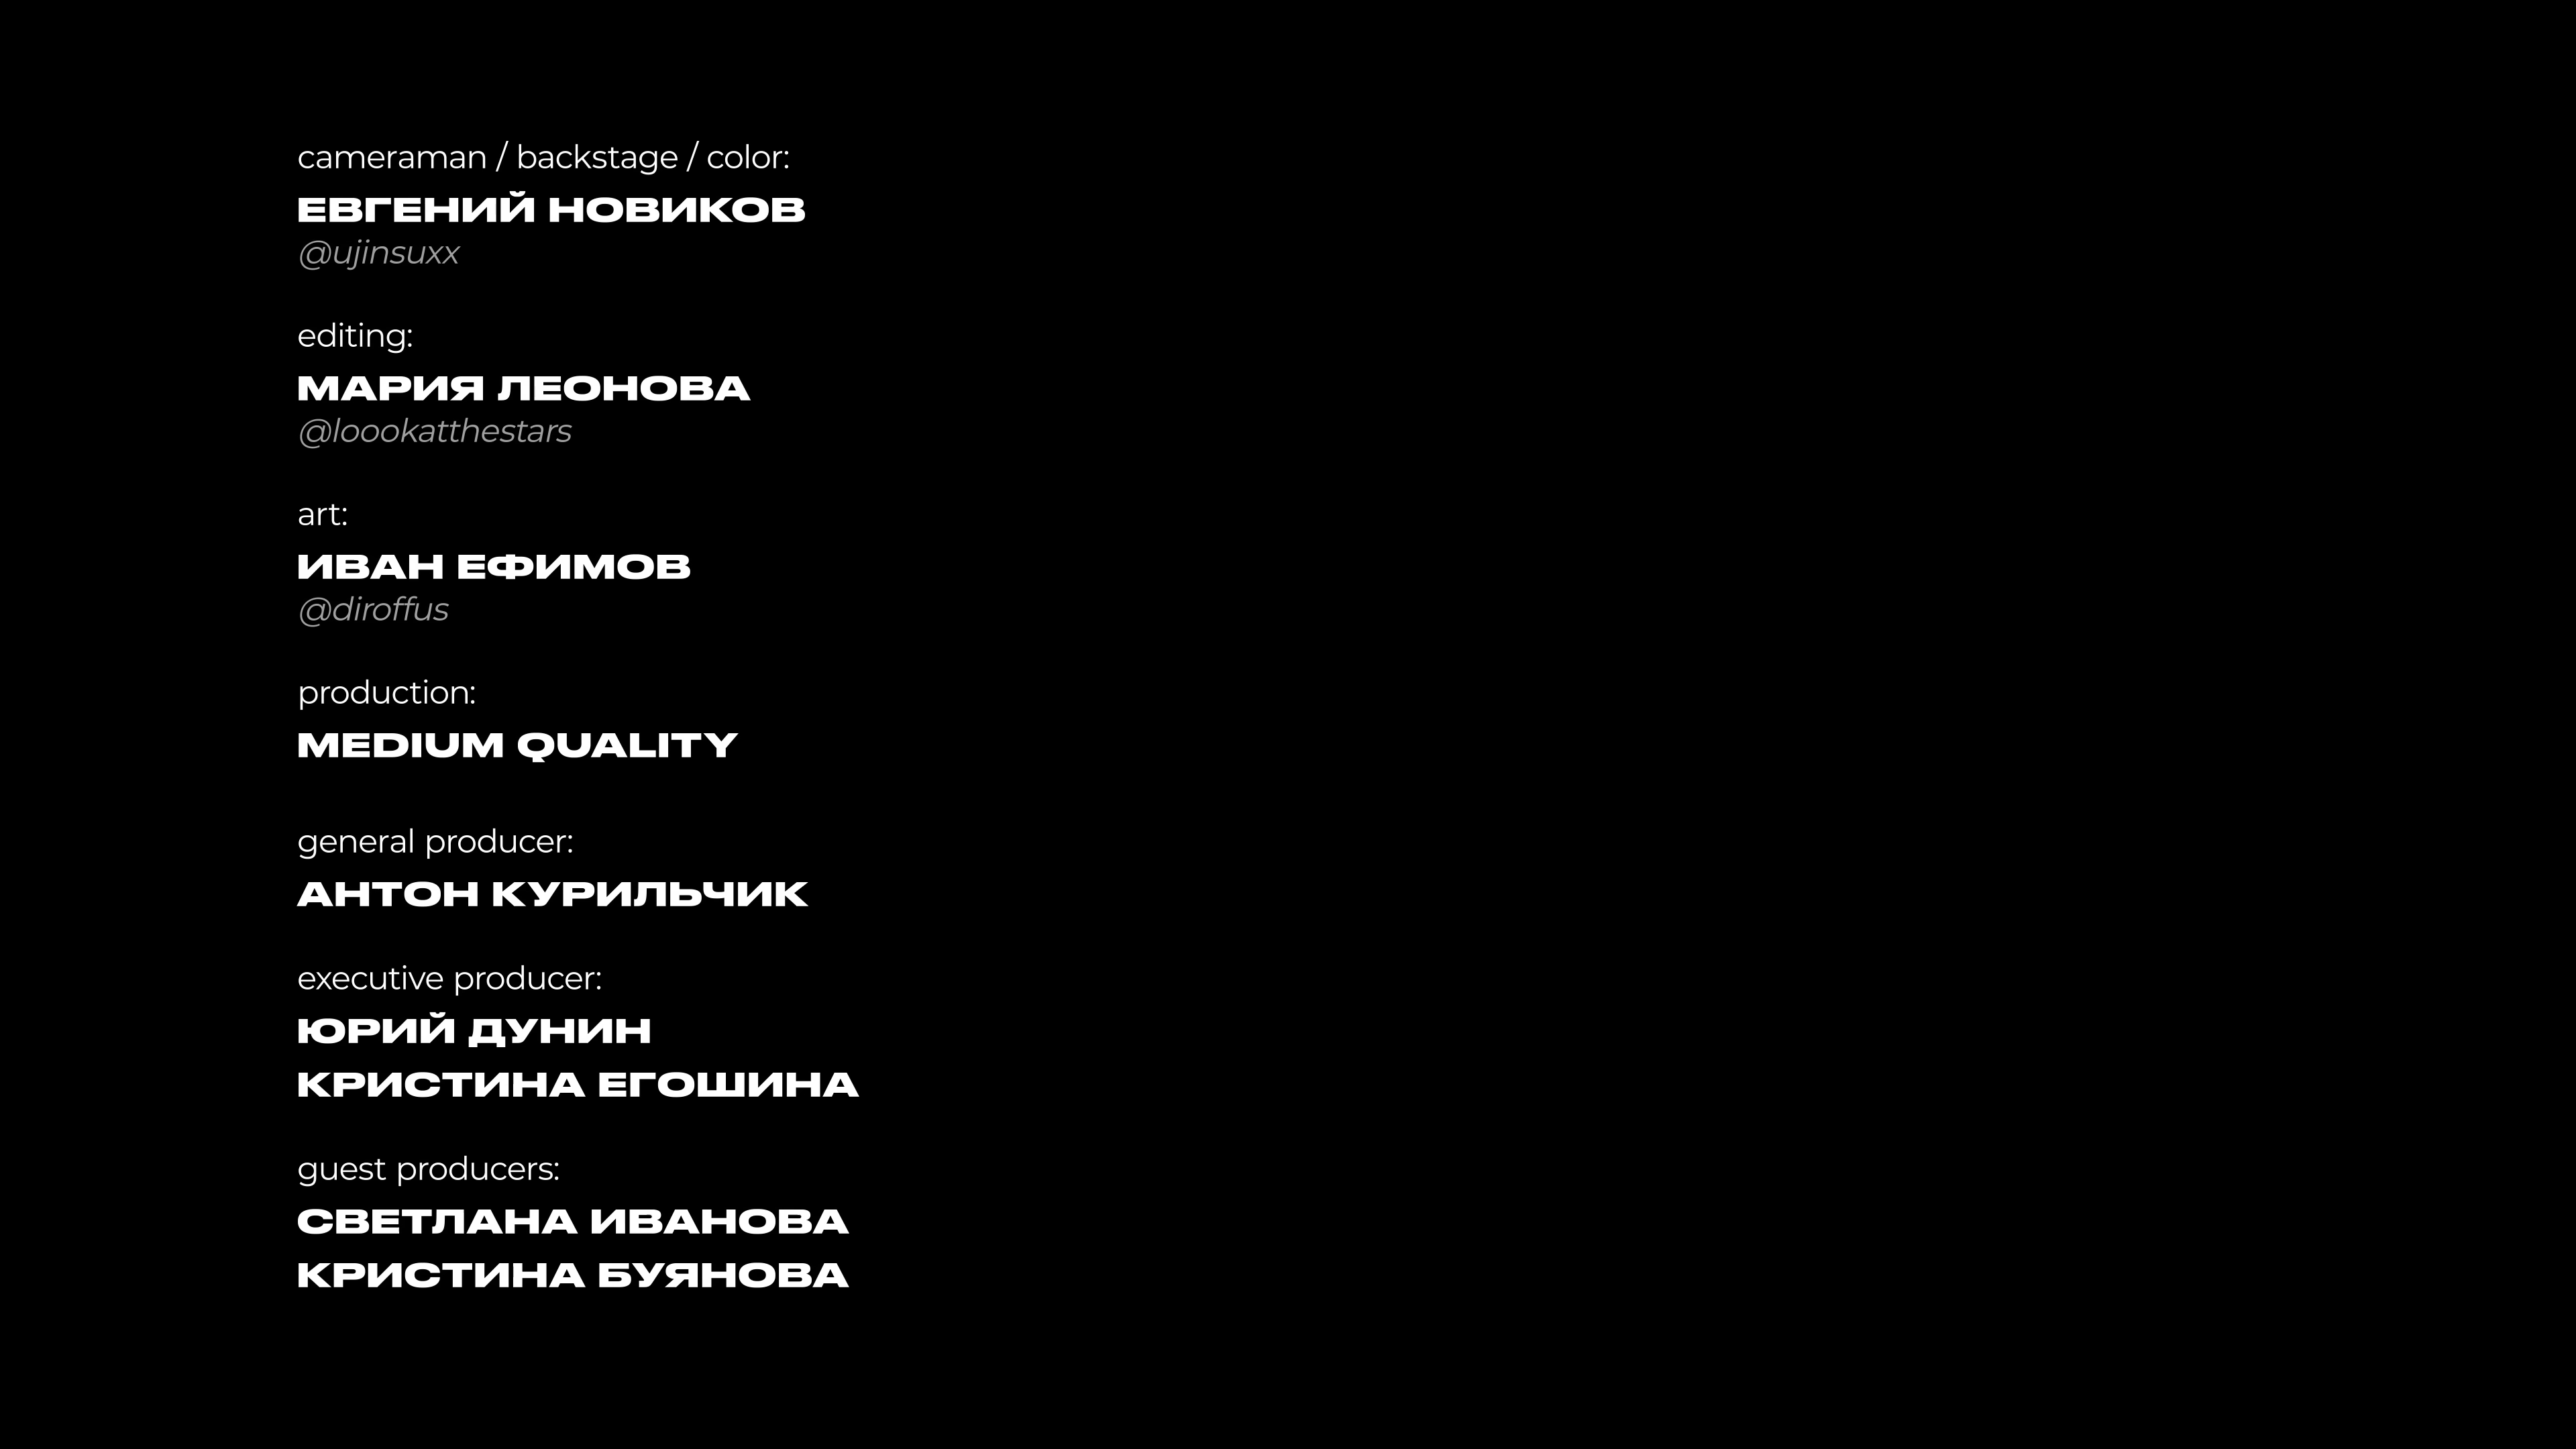 cameraman / backstage / color:
ЕВГЕНИЙ НОВИКОВ
@ujinsuxx
editing:
МАРИЯ ЛЕОНОВА
@loookatthestars
art:
ИВАН ЕФИМОВ
@diroffus
production:
MEDIUM QUALITY
general producer:
АНТОН КУРИЛЬЧИК
executive producer:
ЮРИЙ ДУНИН
КРИСТИНА ЕГОШИНА
guest producers:
СВЕТЛАНА ИВАНОВА
КРИСТИНА БУЯНОВА